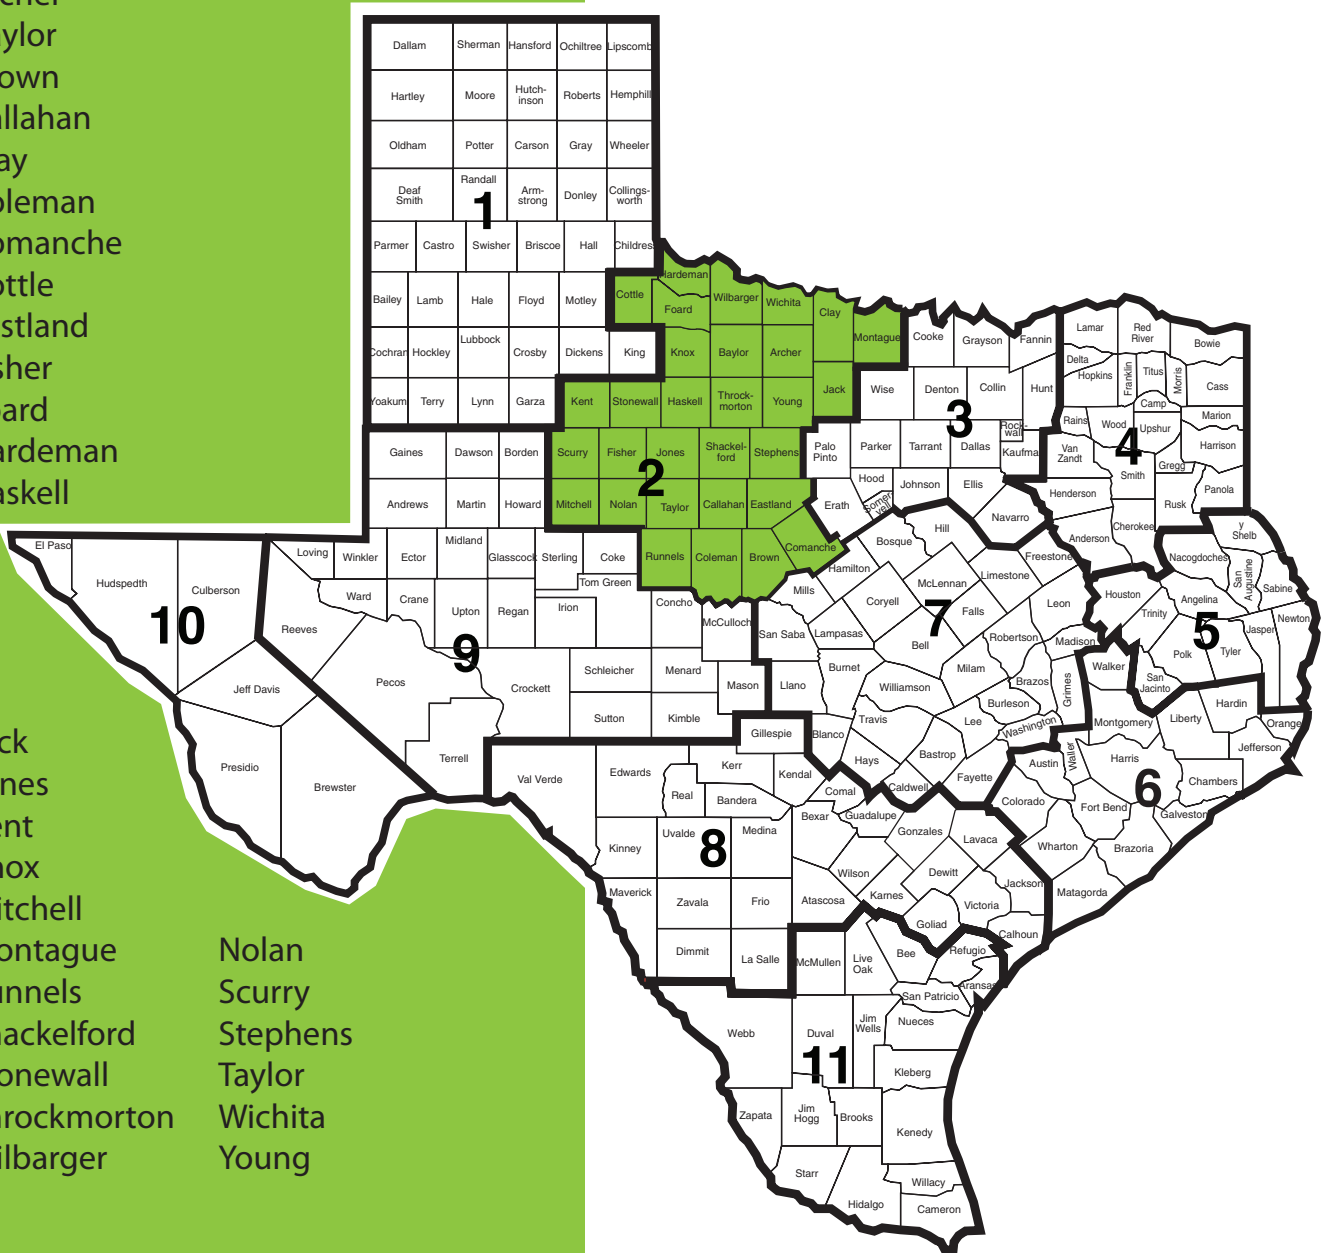 cher
aylor
own
allahan
ay
oleman
omanche
ottle
stland
sher
oard
ardeman
askell
ck
nes
ent
nox
itchell
ontague
unnels
hackelford
onewall
hrockmorton
ilbarger
Nolan
Scurry
Stephens
Taylor
Wichita
Young
Dallam
Sherman
Hansford
Ochiltree
Lipscomb
Hartley
Moore
Hutch-
inson
Roberts
Hemphill
Oldham
Potter
Carson
Gray
Wheeler
Deaf
Smith
Randall
Arm-
strong
Donley
Collings-
worth
1
Parmer
Castro
Swisher
Briscoe
Hall
Childres
Bailey
Lamb
Hale
Floyd
Motley
Cochran
Hockley
Lubbock
Crosby
Dickens
King
Yoakum
Terry
Lynn
Garza
Cottle
Hardeman
Foard
Wilbarger
Wichita
Clay
Montague
Knox
Baylor
Archer
Jack
Kent
Stonewall
Haskell
Throck-
morton
Young
Scurry
Fisher
Jones
Shackel-
ford
Stephens
2
Mitchell
Nolan
Taylor
Callahan
Eastland
Runnels
Coleman
Brown
Comanche
Cooke
Grayson
Fannin
Wise
Denton
Collin
Hunt
3
Palo
Pinto
Parker
Tarrant
Dallas
Rock-
wall
Kaufma
Erath
Hood
Somer-
vell
Johnson
Ellis
Navarro
Lamar
Red
River
Bowie
Delta
Hopkins
Franklin
Titus
Morris
Cass
Camp
Rains
Wood
Upshur
Marion
4
Van
Zandt
Smith
Gregg
Harrison
Henderson
Rusk
Panola
Anderson
Cherokee
y
Shelb
Nacogdoches
San
Augustine
Sabine
Houston
Angelina
Trinity
5
Newton
Jasper
Polk
Tyler
San
Jacinto
Gaines
Dawson
Borden
Andrews
Martin
Howard
El Paso
Hudspedth
Culberson
10
Jeff Davis
Presidio
Brewster
Loving
Winkler
Ector
Midland
Glasscock
Sterling
Coke
Tom Green
Ward
Crane
Upton
Regan
Irion
Concho
McCulloch
9
Reeves
Pecos
Crockett
Schleicher
Menard
Mason
Sutton
Kimble
Terrell
Bosque
Hill
Freestone
Hamilton
McLennan
Limestone
Mills
Coryell
7
Falls
Leon
San Saba
Lampasas
Bell
Robertson
Madison
Burnet
Milam
Brazos
Grimes
Llano
Williamson
Burleson
Travis
Lee
Washington
Blanco
Hays
Bastrop
Fayette
Caldwell
Walker
Montgomery
Liberty
Hardin
Orange
Austin
Waller
Harris
Jefferson
6
Chambers
Colorado
Fort Bend
Galveston
Wharton
Brazoria
Matagorda
Val Verde
Edwards
Gillespie
Kerr
Kendal
Real
Bandera
Comal
Bexar
Guadalupe
Kinney
Uvalde
Medina
8
Gonzales
Lavaca
Maverick
Zavala
Frio
Atascosa
Wilson
Karnes
Dewitt
Jackson
Victoria
Goliad
Calhoun
Dimmit
La Salle
McMullen
Live
Oak
Bee
Refugio
Aransas
San Patricio
Webb
Duval
Jim
Wells
Nueces
11
Kleberg
Zapata
Jim
Hogg
Brooks
Kenedy
Starr
Hidalgo
Willacy
Cameron